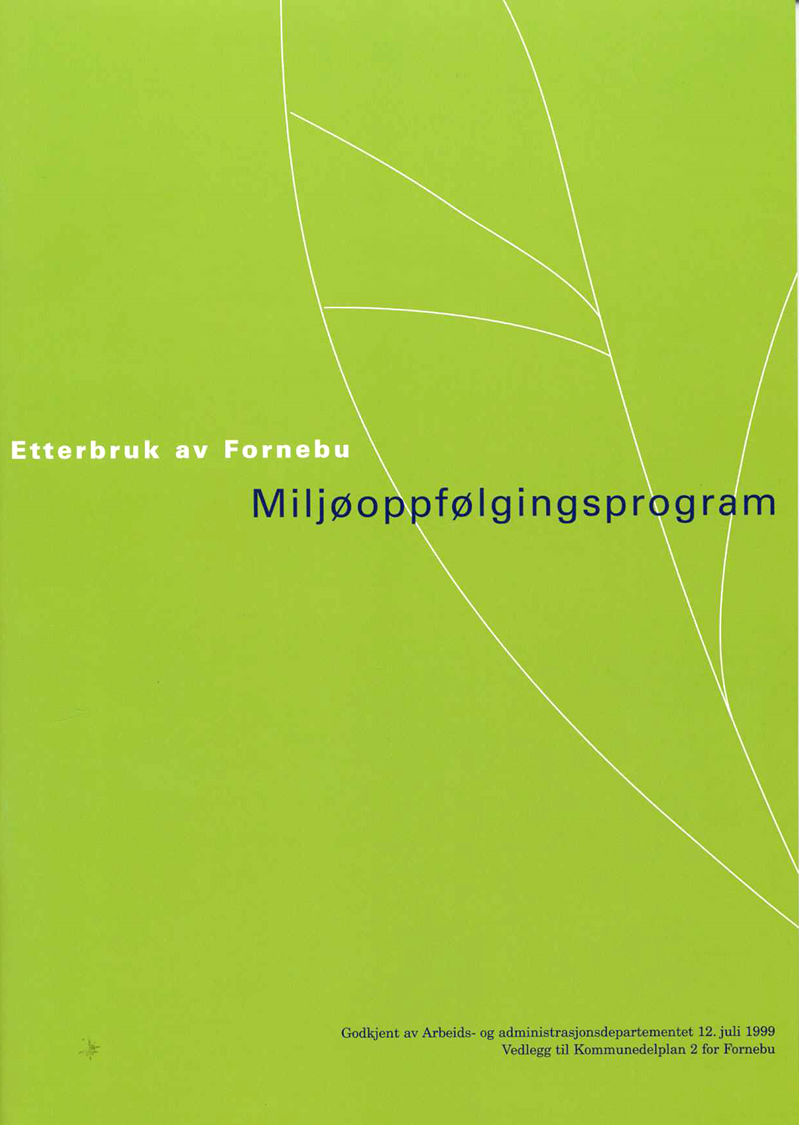 Etterbruk av Fornebu
Miljøoppfølgingsprogram
Godkjent av Arbeids- og administrasjonsdepartementet 12. juli 1999
Vedlegg til Kommunedelplan 2 for Fornebu